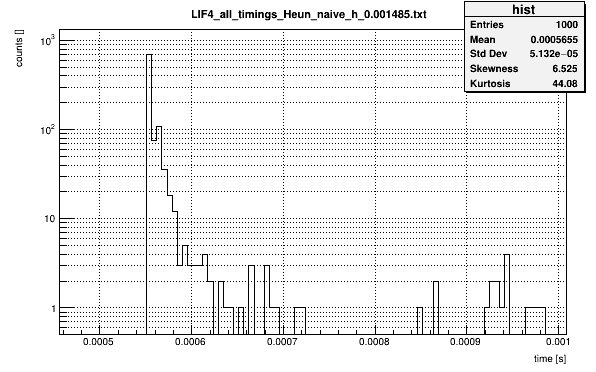 LIF4_all_timings_Heun_naive_h_0.001485.txt
hist
Entries 1000
Mean 0.0005655
Std Dev 5.132e−05
Skewness 6.525
Kurtosis 44.08
counts []
10³
10²
10
1
0.0005 0.0006 0.0007 0.0008 0.0009 0.001
time [s]